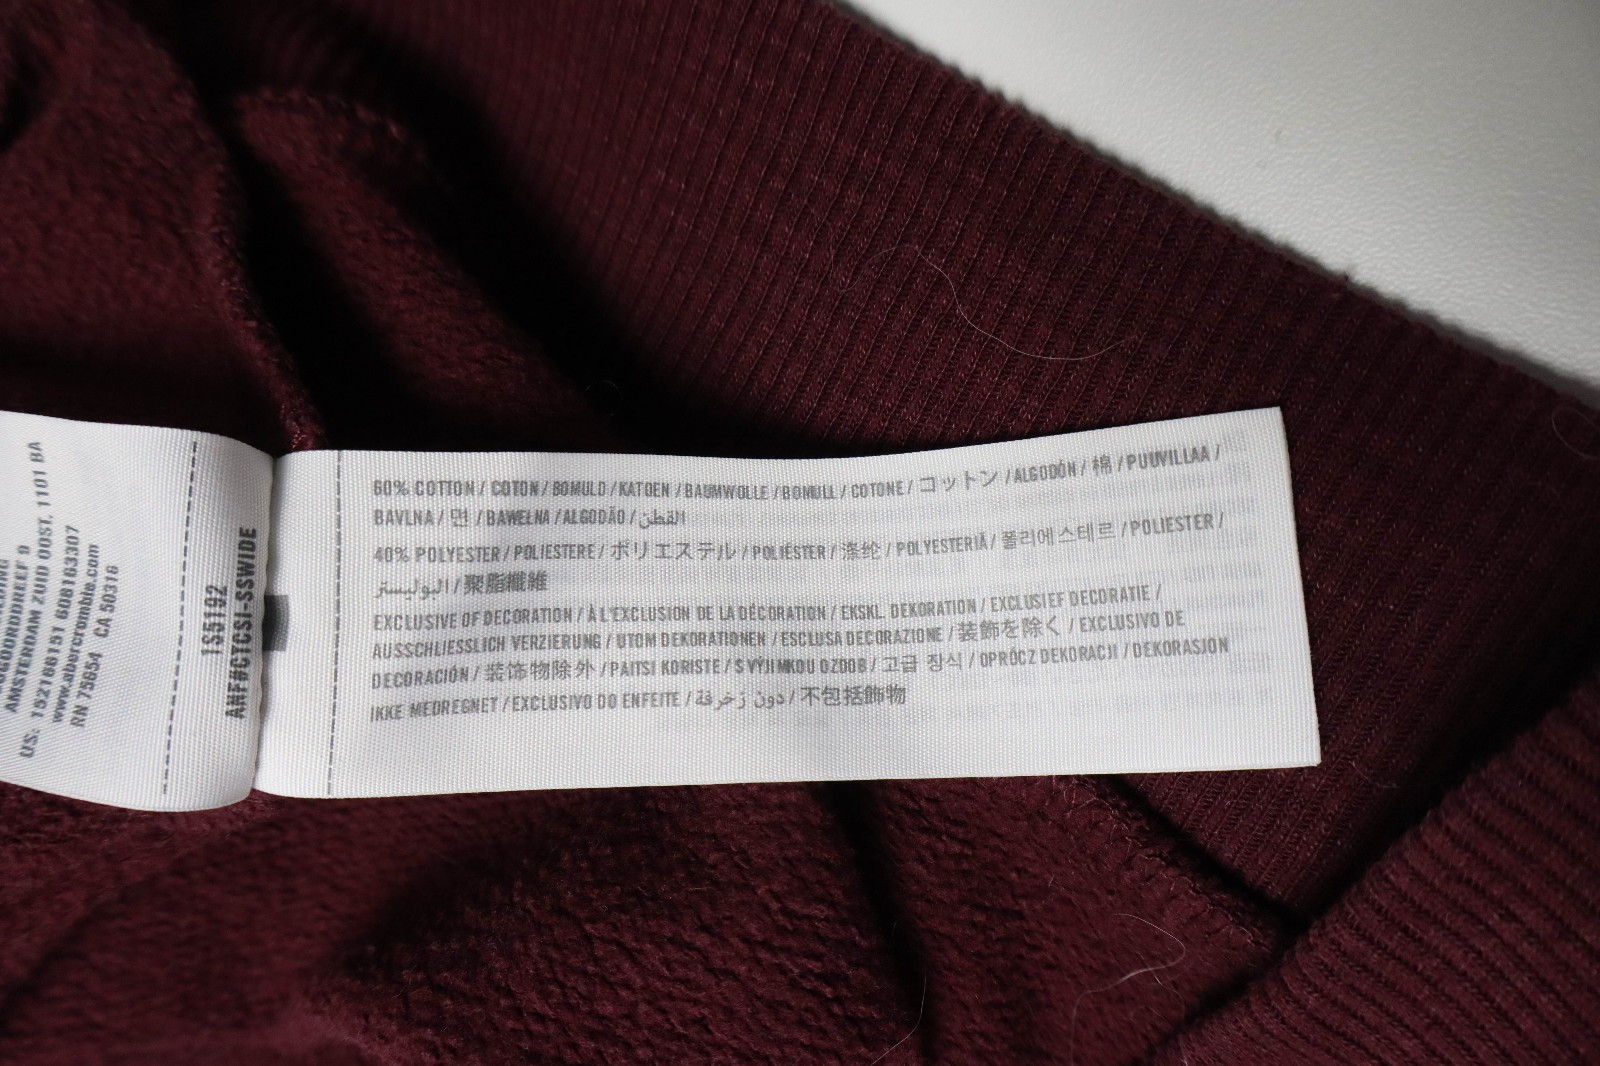 AMSTERDAM ZUID OOST, 1101 BA
US: 152166151 608163307
www.abercrombie.com
RN 75654 CA 50316
1S5192
ANF#CTCSI-SSWIDE
60% COTTON / COTON / BOMULD / KATOEN / BAUMWOLLE / BOMULL / COTONE / コットン / ALGODÓN / 棉 / PUUVILLAA /
BAVLNA / 면 / BAWEŁNA / ALGODÃO / القطن
40% POLYESTER / POLIESTERE / ポリエステル / POLIÉSTER / 涤纶 / POLYESTERIÄ / 폴리에스테르 / POLIESTER /
البوليستر / 聚脂纖維
EXCLUSIVE OF DECORATION / À L'EXCLUSION DE LA DÉCORATION / EKSKL. DEKORATION / EXCLUSIEF DECORATIE /
AUSSCHLIESSLICH VERZIERUNG / UTOM DEKORATIONEN / ESCLUSA DECORAZIONE / 装飾を除く / EXCLUSIVO DE
DECORACIÓN / 装饰物除外 / PAITSI KORISTE / S VÝJIMKOU OZDOB / 고급 장식 / OPRÓCZ DEKORACJI / DEKORASJON
IKKE MEDREGNET / EXCLUSIVO DO ENFEITE / دون زخرفة / 不包括飾物